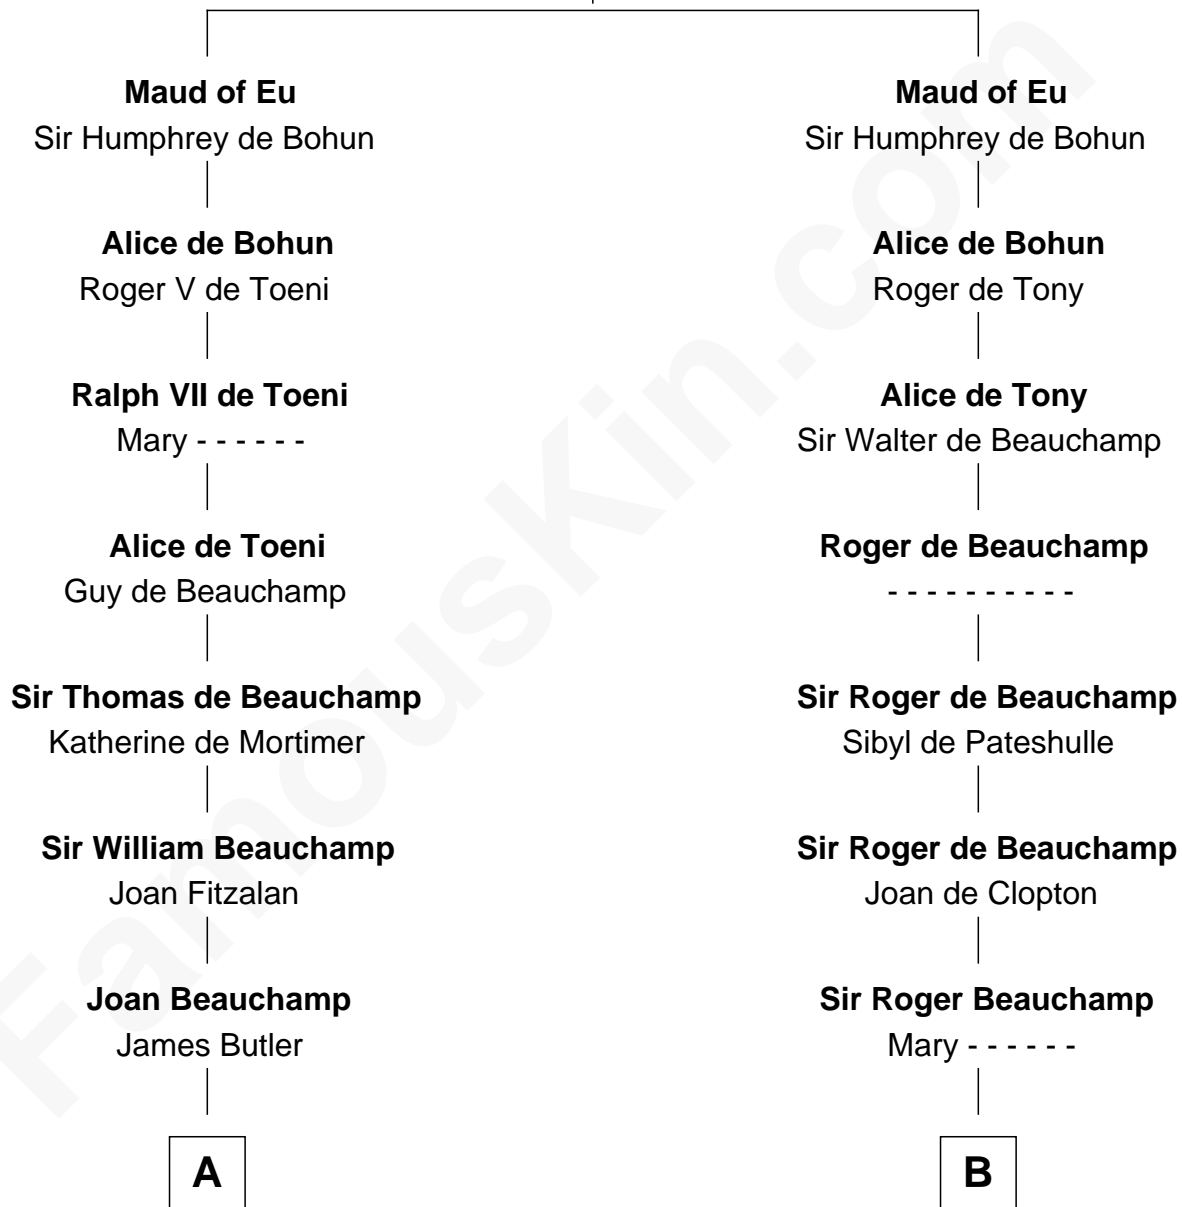 Maud of Eu
Sir Humphrey de Bohun
Alice de Bohun
Roger V de Toeni
Ralph VII de Toeni
Mary - - - - - -
Alice de Toeni
Guy de Beauchamp
Sir Thomas de Beauchamp
Katherine de Mortimer
Sir William Beauchamp
Joan Fitzalan
Joan Beauchamp
James Butler
A
Maud of Eu
Sir Humphrey de Bohun
Alice de Bohun
Roger de Tony
Alice de Tony
Sir Walter de Beauchamp
Roger de Beauchamp
- - - - - - - - - -
Sir Roger de Beauchamp
Sibyl de Pateshulle
Sir Roger de Beauchamp
Joan de Clopton
Sir Roger Beauchamp
Mary - - - - - -
B
FamousKin.com